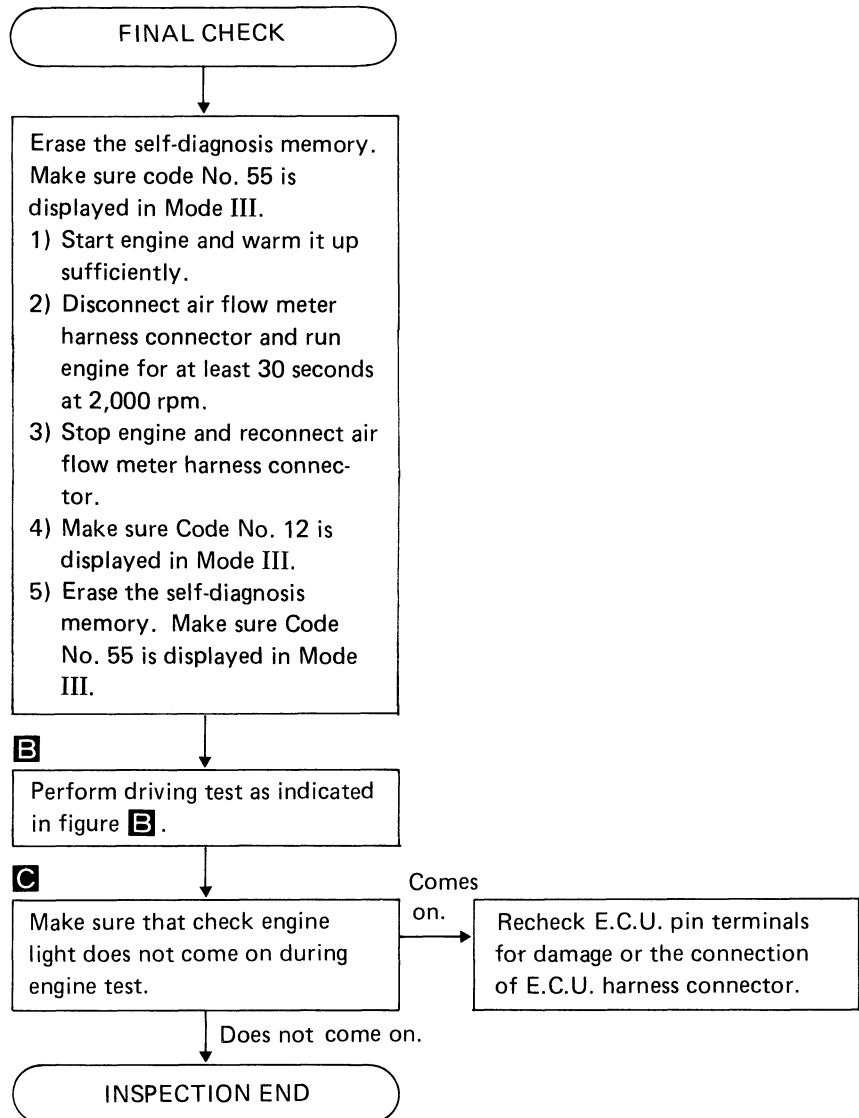 FINAL CHECK
Erase the self-diagnosis memory.
Make sure code No. 55 is
displayed in Mode III.
1) Start engine and warm it up
sufficiently.
2) Disconnect air flow meter
harness connector and run
engine for at least 30 seconds
at 2,000 rpm.
3) Stop engine and reconnect air
flow meter harness connec-
tor.
4) Make sure Code No. 12 is
displayed in Mode III.
5) Erase the self-diagnosis
memory. Make sure Code
No. 55 is displayed in Mode
III.
B
Perform driving test as indicated
in figure B .
C
Make sure that check engine
light does not come on during
engine test.
Comes
on.
Recheck E.C.U. pin terminals
for damage or the connection
of E.C.U. harness connector.
Does not come on.
INSPECTION END